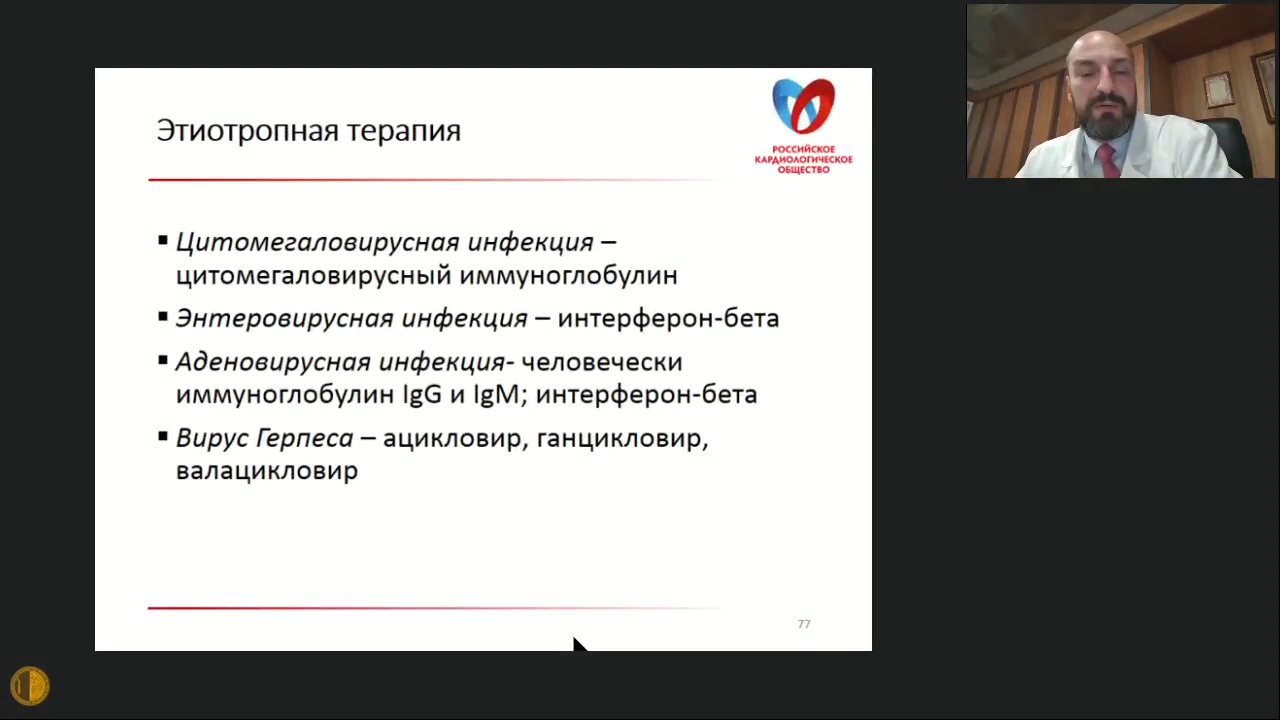 Этиотропная терапия
РОССИЙСКОЕ
КАРДИОЛОГИЧЕСКОЕ
ОБЩЕСТВО
▪ Цитомегаловирусная инфекция –
цитомегаловирусный иммуноглобулин
▪ Энтеровирусная инфекция – интерферон-бета
▪ Аденовирусная инфекция- человечески
иммуноглобулин IgG и IgM; интерферон-бета
▪ Вирус Герпеса – ацикловир, ганцикловир,
валацикловир
77